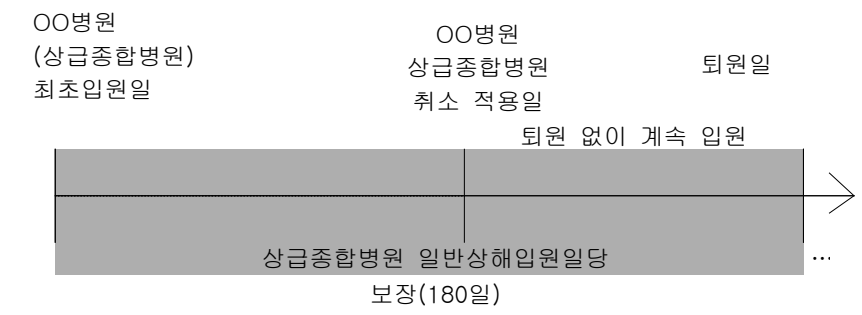 OO병원
(상급종합병원)
최초입원일
OO병원
상급종합병원
취소 적용일
퇴원일
퇴원 없이 계속 입원
상급종합병원 일반상해입원일당
보장(180일)
…